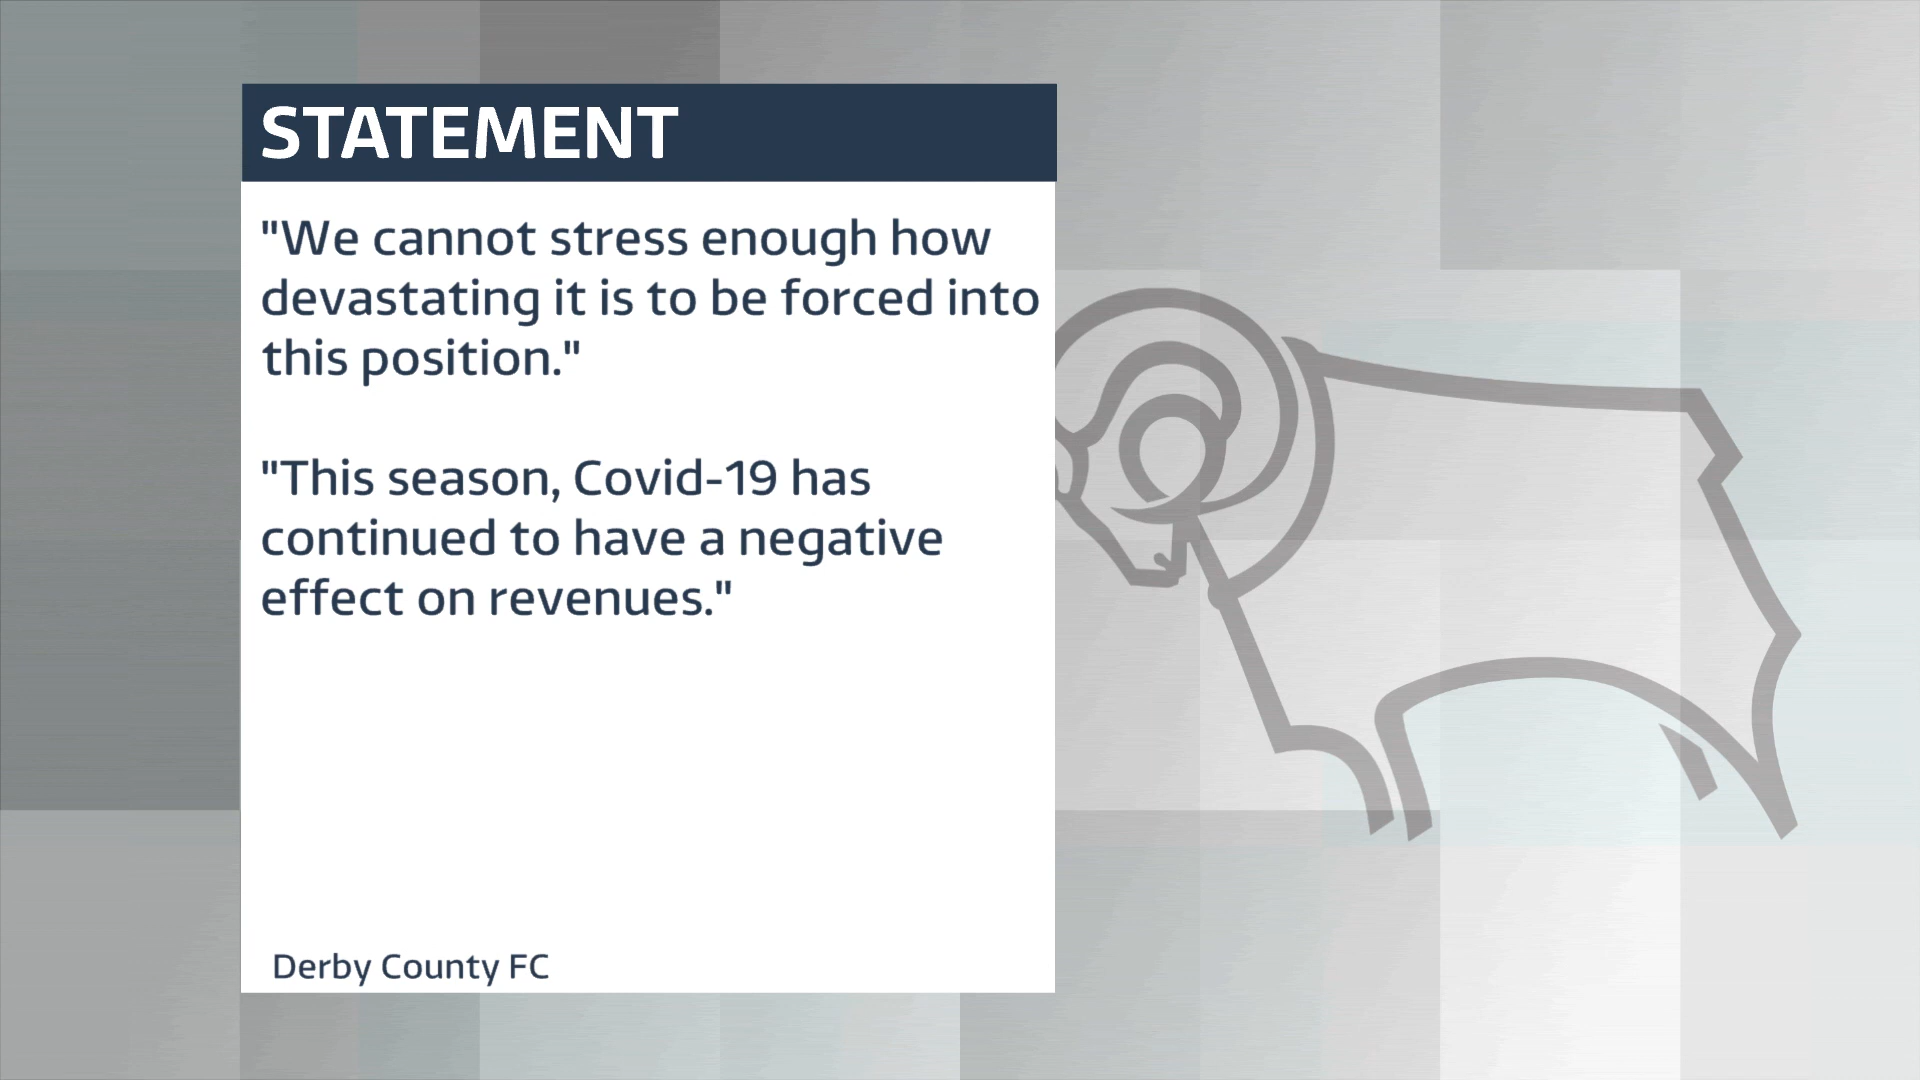 STATEMENT
"We cannot stress enough how
devastating it is to be forced into
this position."
"This season, Covid-19 has
continued to have a negative
effect on revenues."
Derby County FC